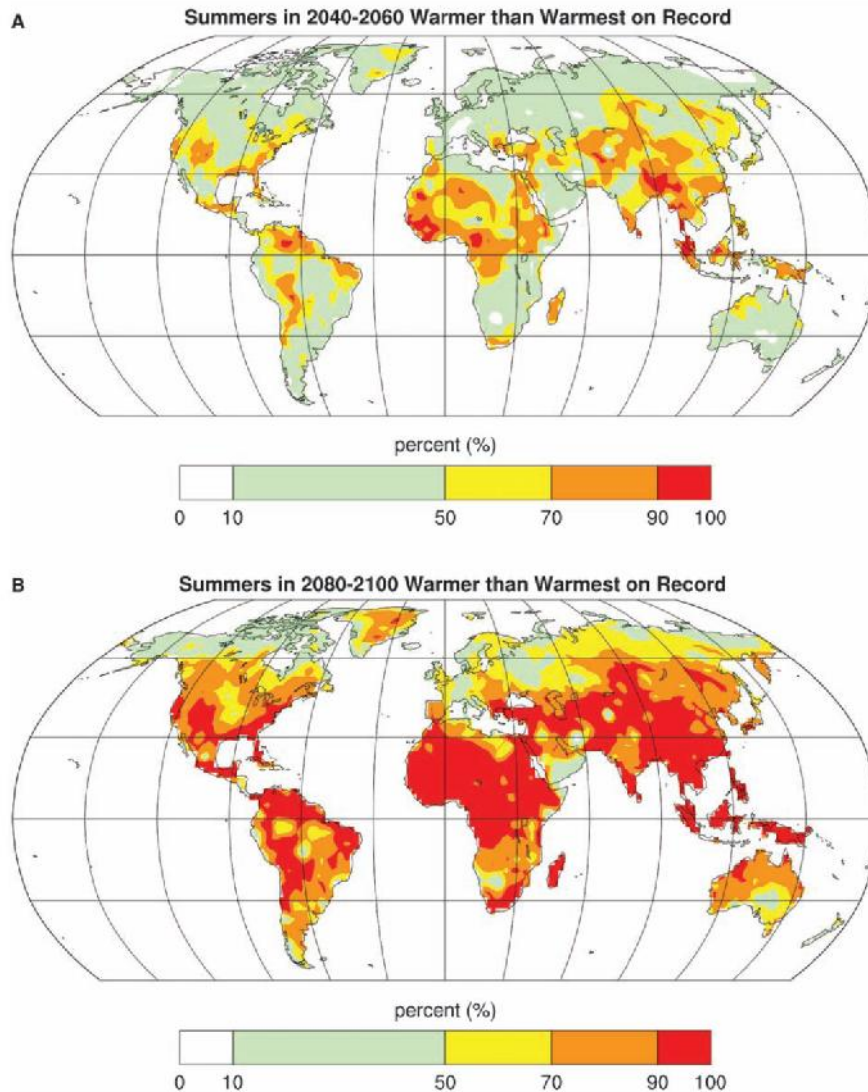 A
Summers in 2040-2060 Warmer than Warmest on Record
percent (%)
0 10 50 70 90 100
B
Summers in 2080-2100 Warmer than Warmest on Record
percent (%)
0 10 50 70 90 100